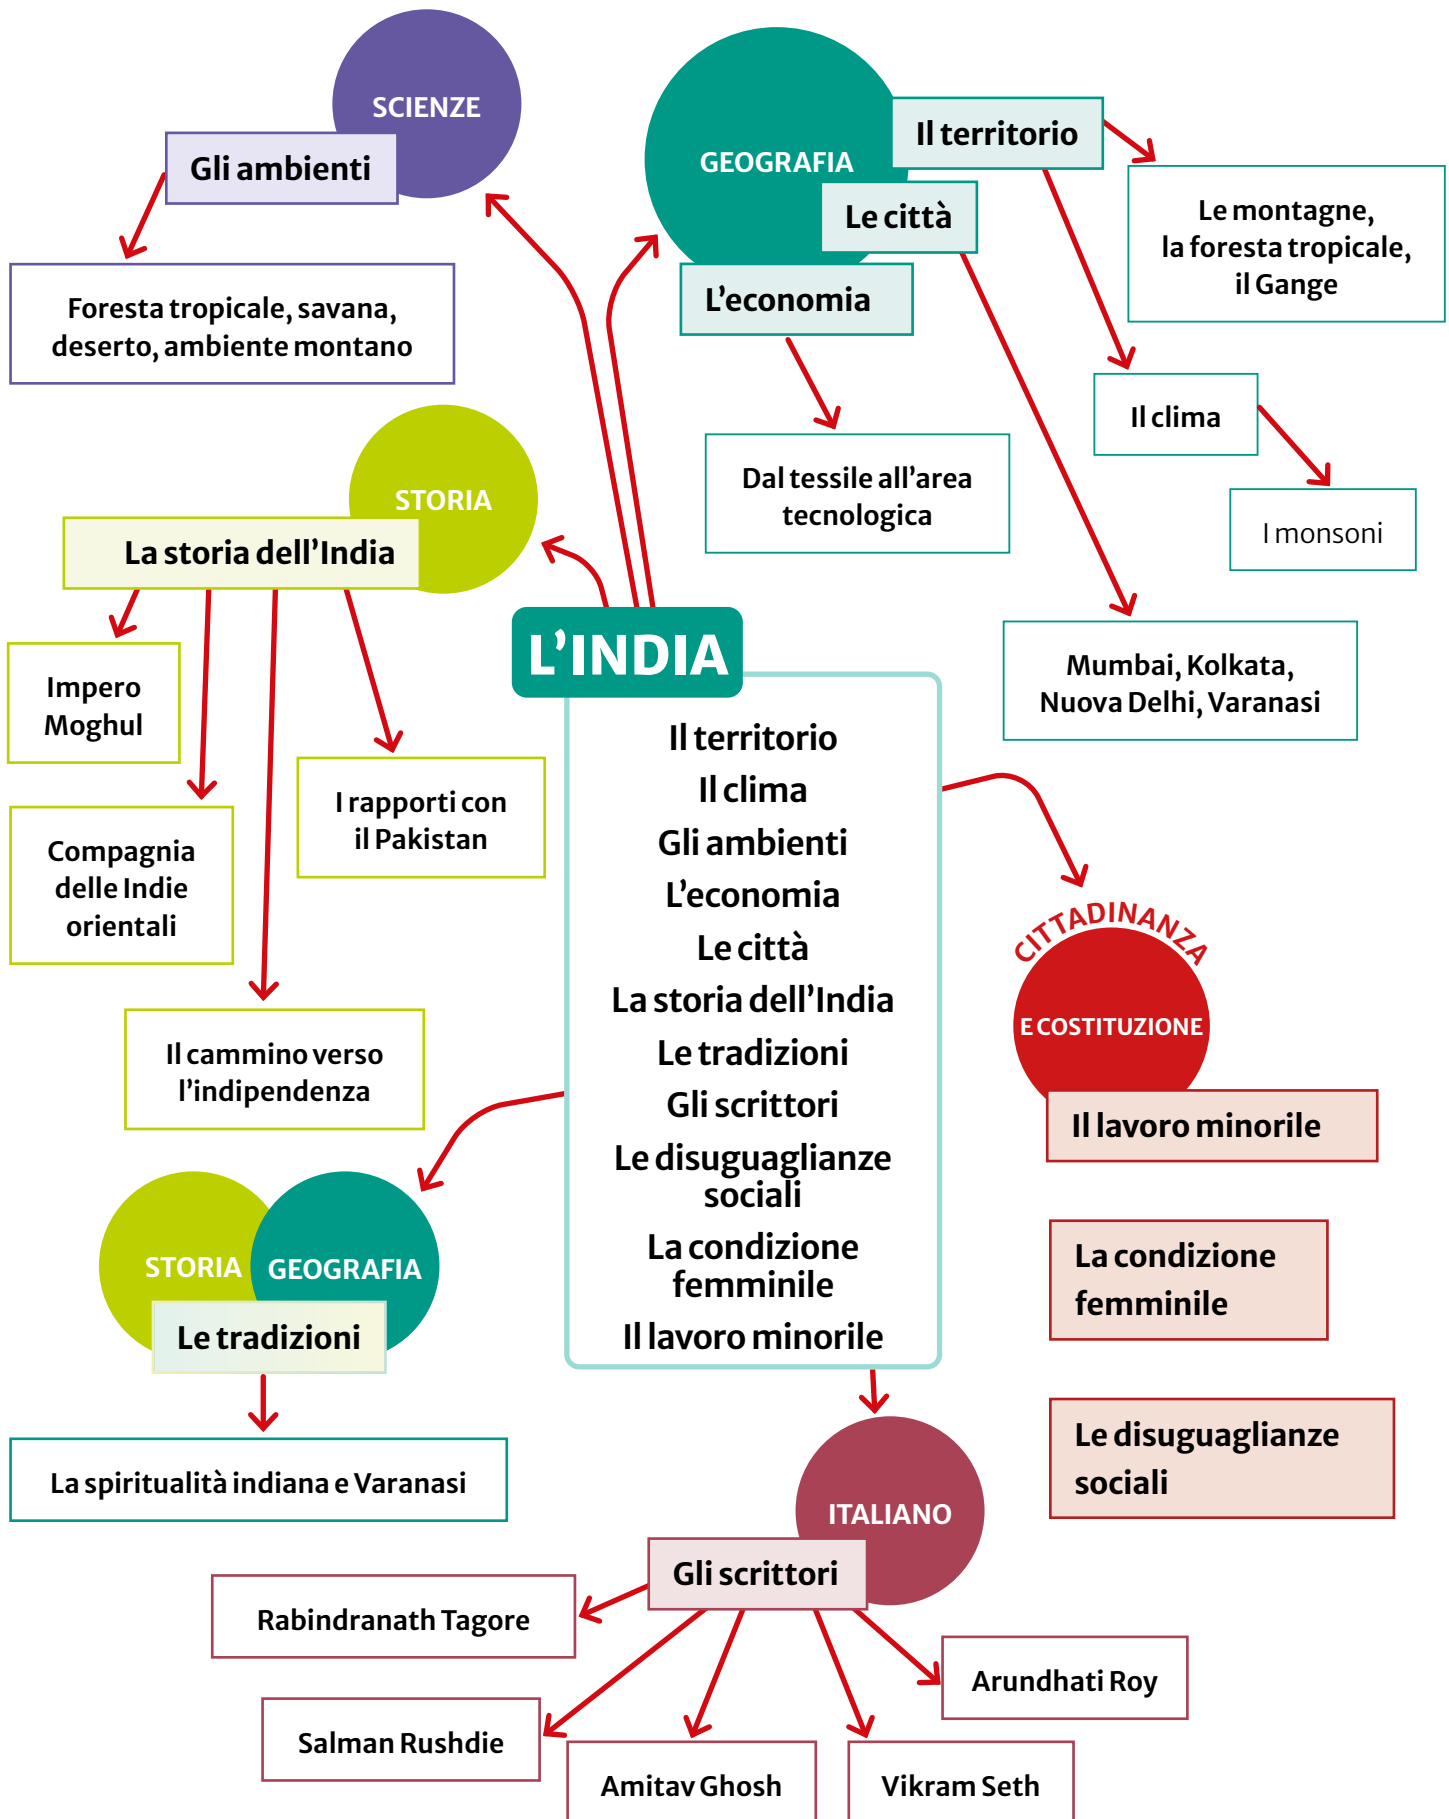 SCIENZE
Gli ambienti
Foresta tropicale, savana,
deserto, ambiente montano
GEOGRAFIA
Il territorio
Le città
L’economia
Le montagne,
la foresta tropicale,
il Gange
Il clima
I monsoni
Dal tessile all’area
tecnologica
Mumbai, Kolkata,
Nuova Delhi, Varanasi
STORIA
La storia dell’India
Impero
Moghul
Compagnia
delle Indie
orientali
Il cammino verso
l’indipendenza
I rapporti con
il Pakistan
L’INDIA
Il territorio
Il clima
Gli ambienti
L’economia
Le città
La storia dell’India
Le tradizioni
Gli scrittori
Le disuguaglianze
sociali
La condizione
femminile
Il lavoro minorile
CITTADINANZA
E COSTITUZIONE
Il lavoro minorile
La condizione
femminile
Le disuguaglianze
sociali
STORIA
GEOGRAFIA
Le tradizioni
La spiritualità indiana e Varanasi
ITALIANO
Gli scrittori
Rabindranath Tagore
Salman Rushdie
Amitav Ghosh
Vikram Seth
Arundhati Roy